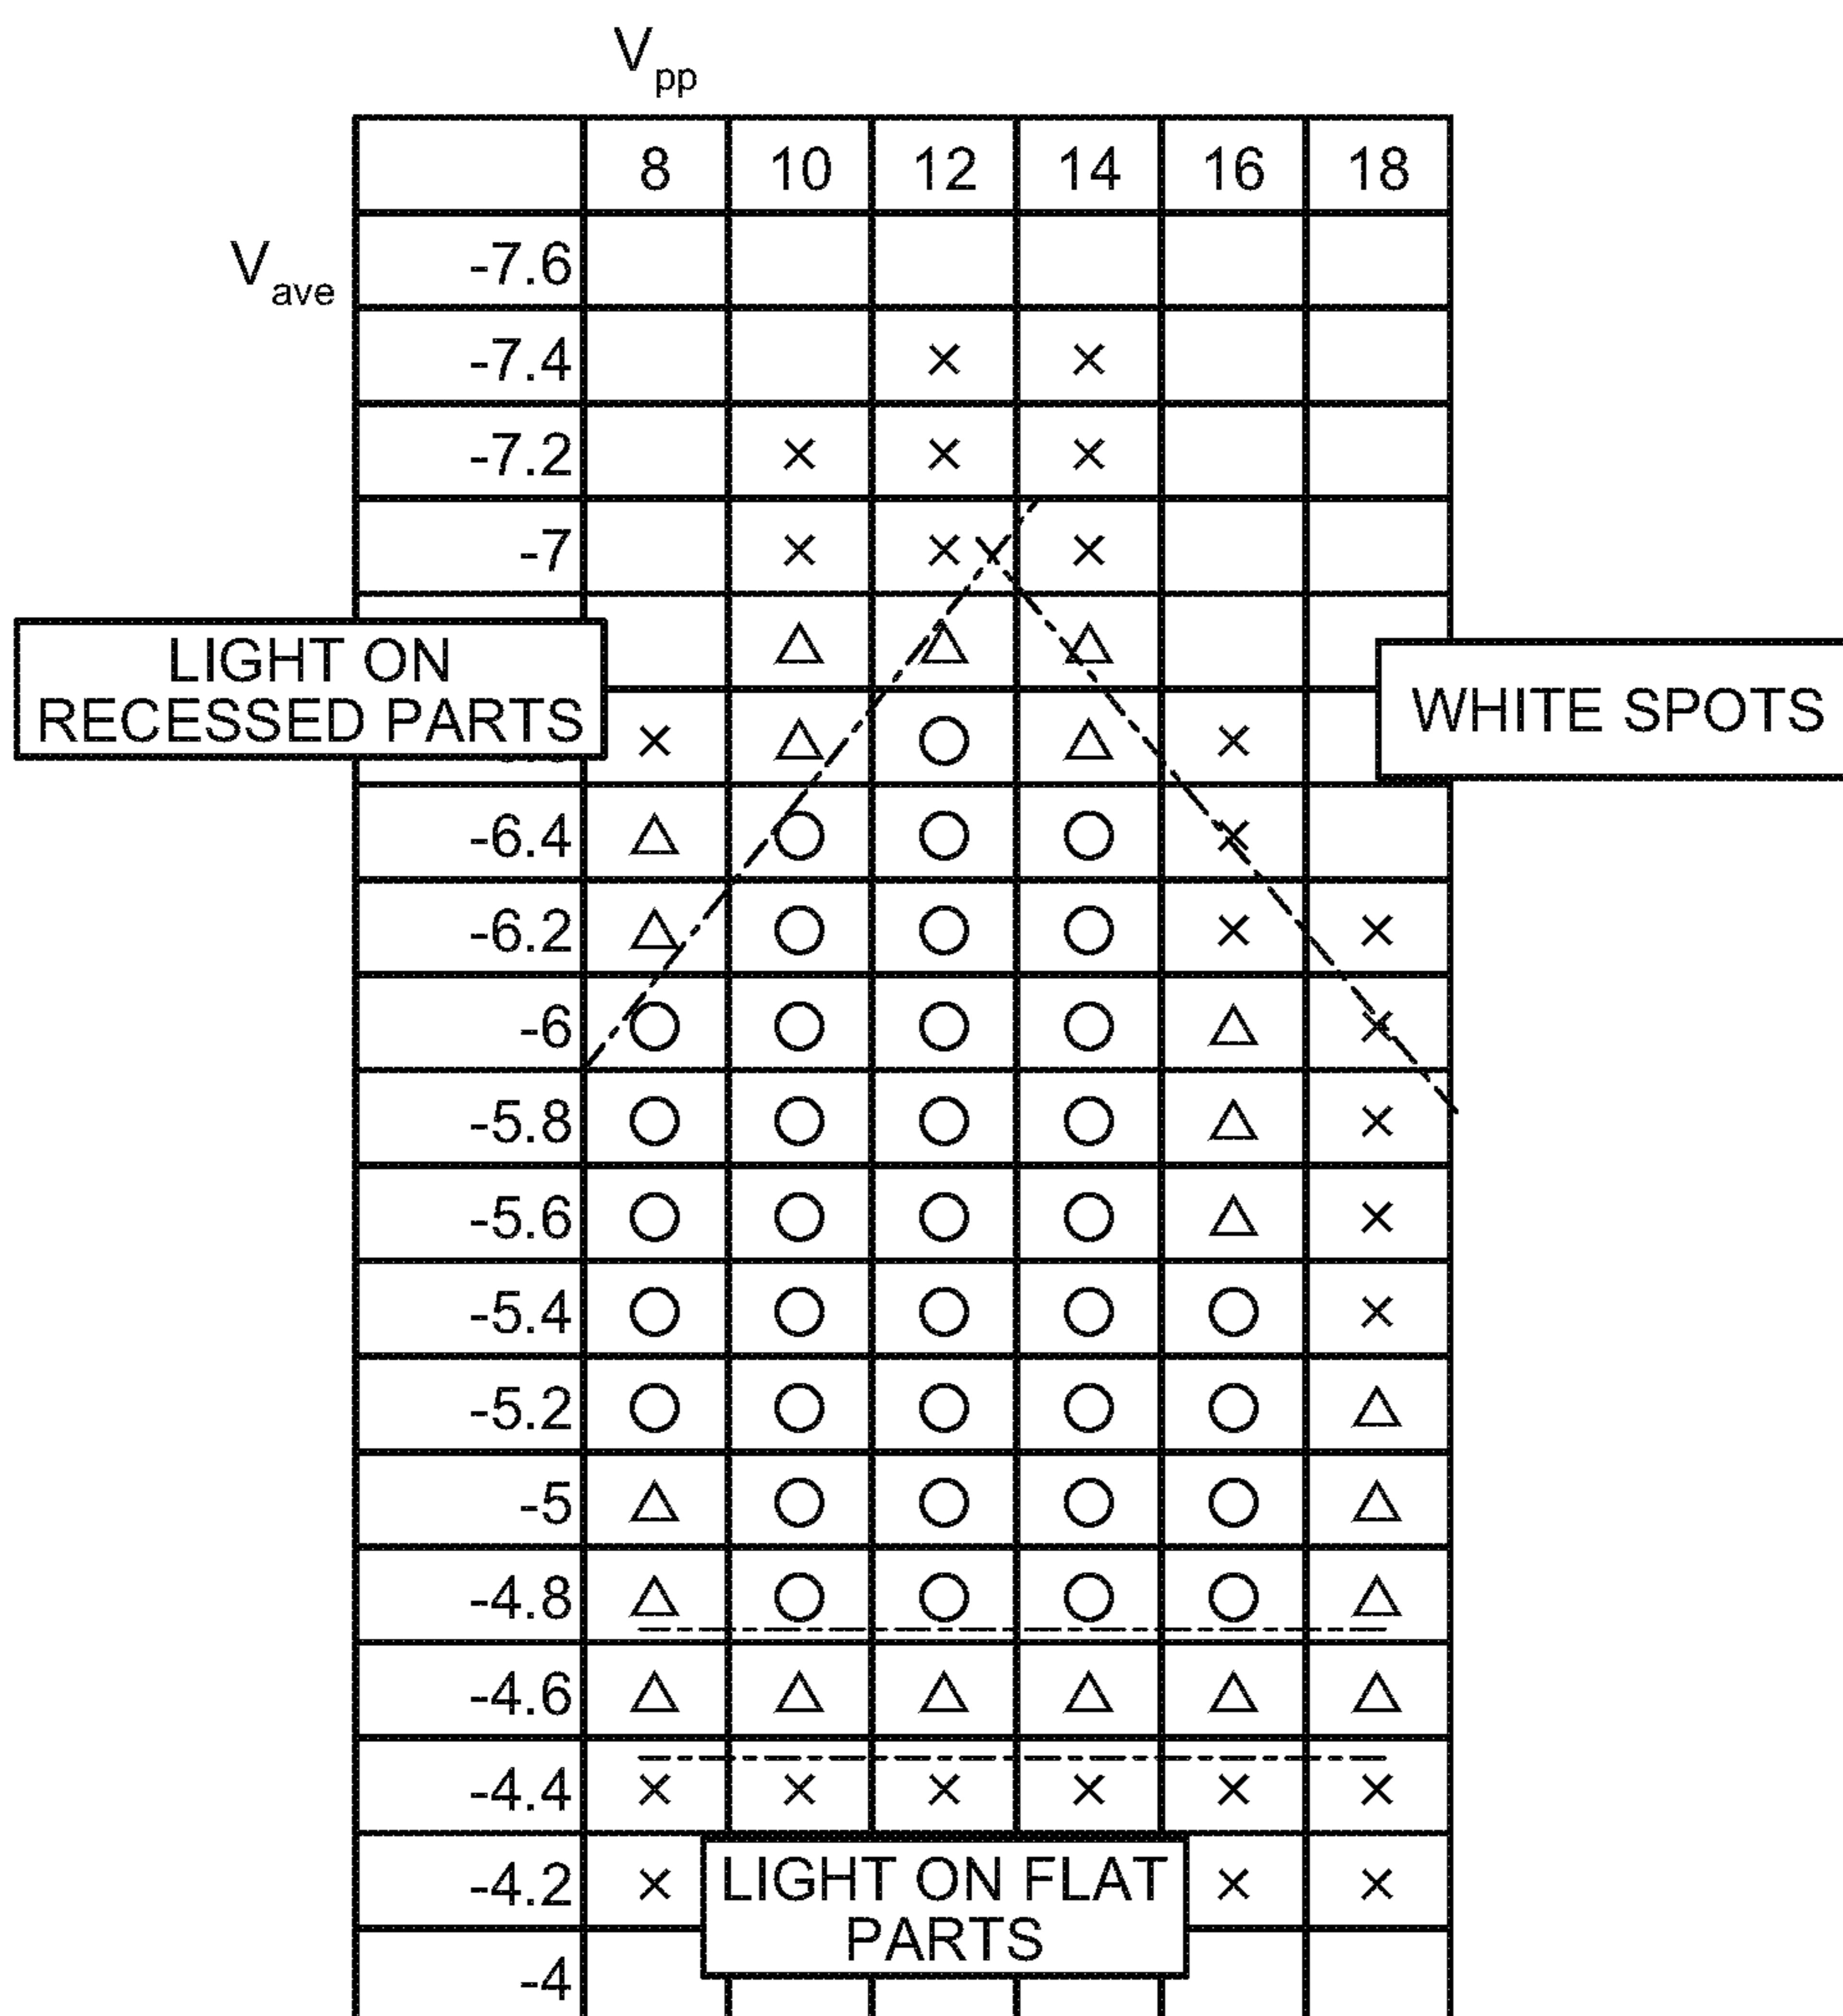 Vpp
8 10 12 14 16 18
Vave
-7.6
-7.4 × ×
-7.2 × × ×
-7 × × ×
△ △ △
LIGHT ON
RECESSED PARTS
WHITE SPOTS
× △ ○ △ ×
-6.4 △ ○ ○ ○ ×
-6.2 △ ○ ○ ○ × ×
-6 ○ ○ ○ ○ △ ×
-5.8 ○ ○ ○ ○ △ ×
-5.6 ○ ○ ○ ○ △ ×
-5.4 ○ ○ ○ ○ ○ ×
-5.2 ○ ○ ○ ○ ○ △
-5 △ ○ ○ ○ ○ △
-4.8 △ ○ ○ ○ ○ △
-4.6 △ △ △ △ △ △
-4.4 × × × × × ×
-4.2 × × ×
LIGHT ON FLAT
PARTS
-4